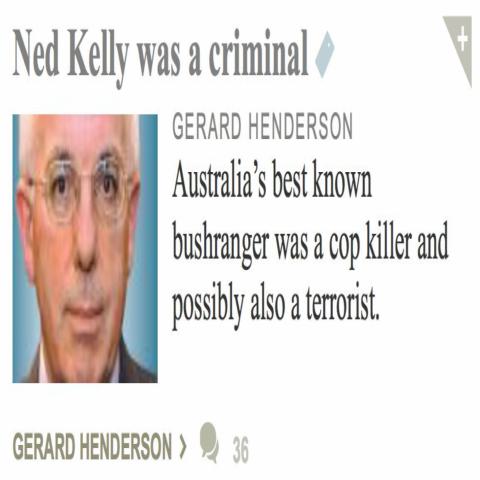 Ned Kelly was a criminal
+
GERARD HENDERSON
Australia's best known
bushranger was a cop killer and
possibly also a terrorist.
GERARD HENDERSON >
36